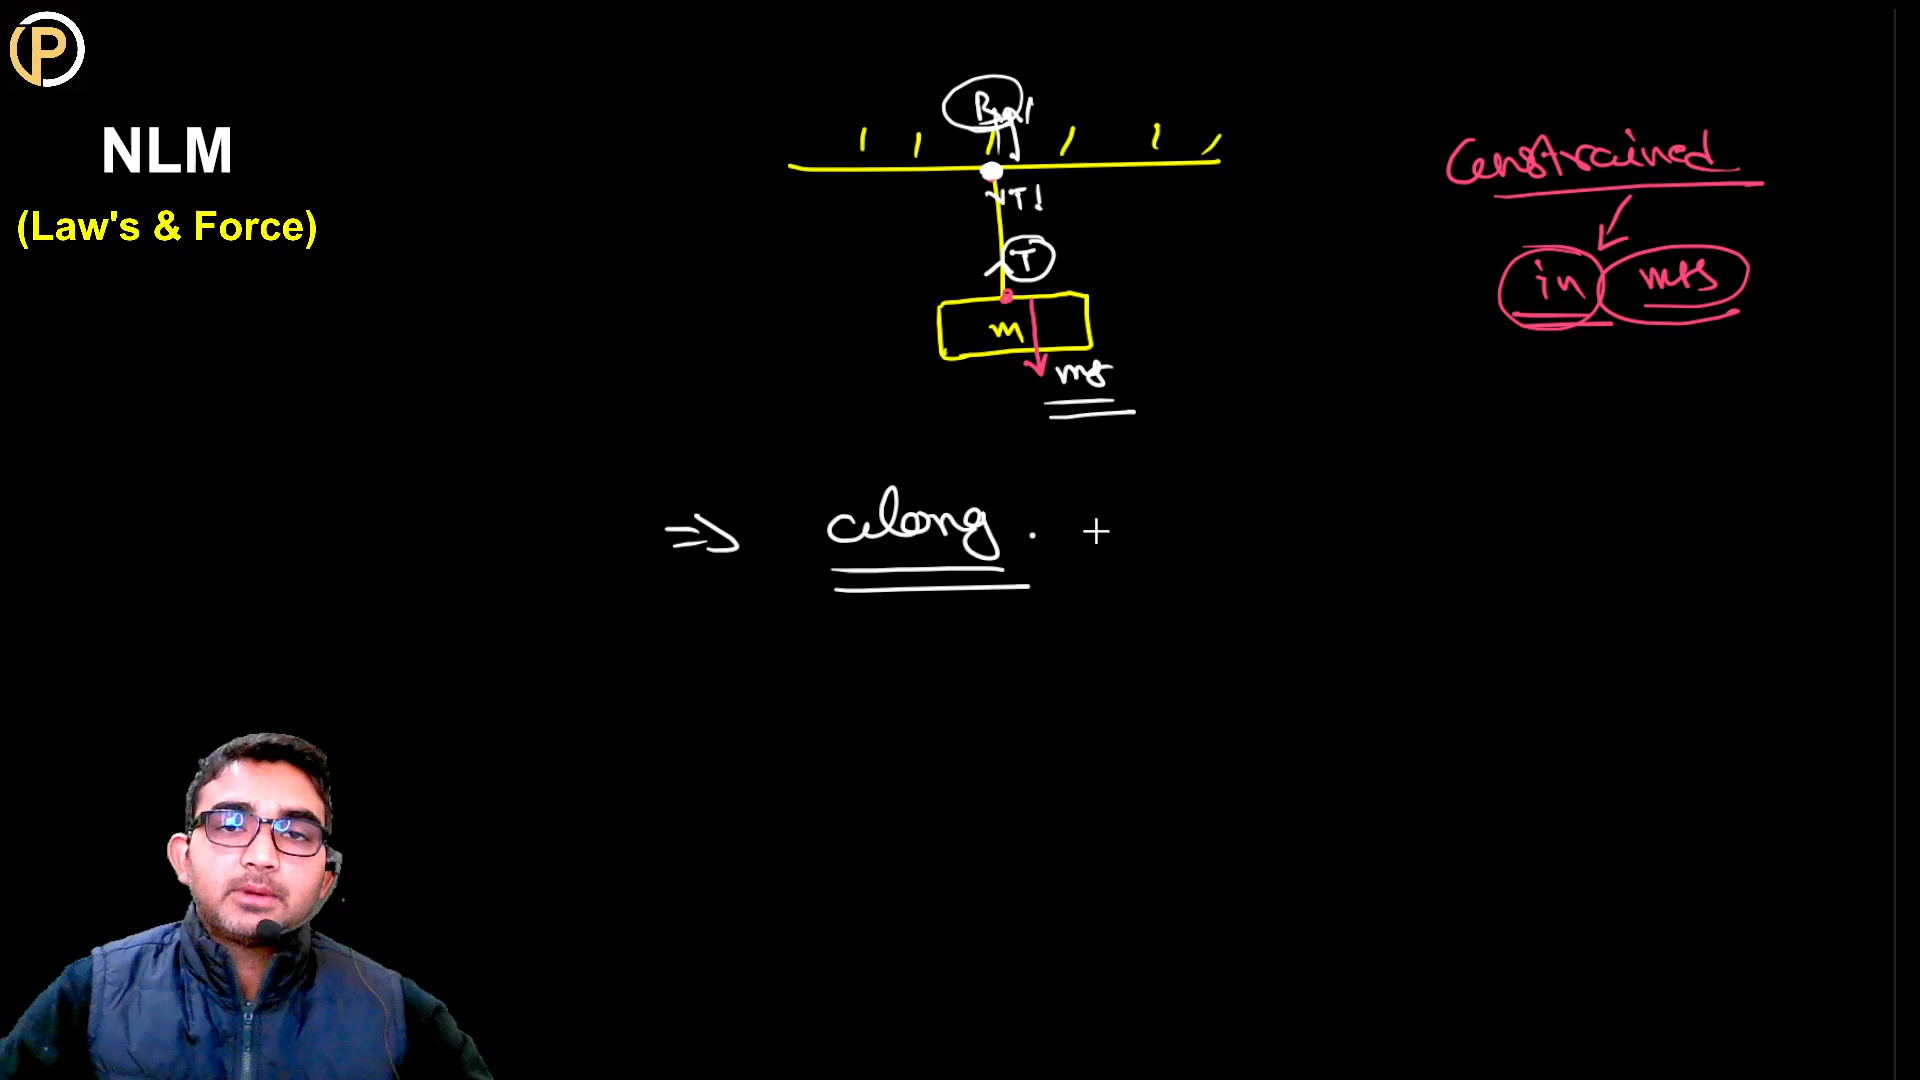 P
NLM
(Law's & Force)
T!
T
m
mg
=> along .
Constrained
in mts